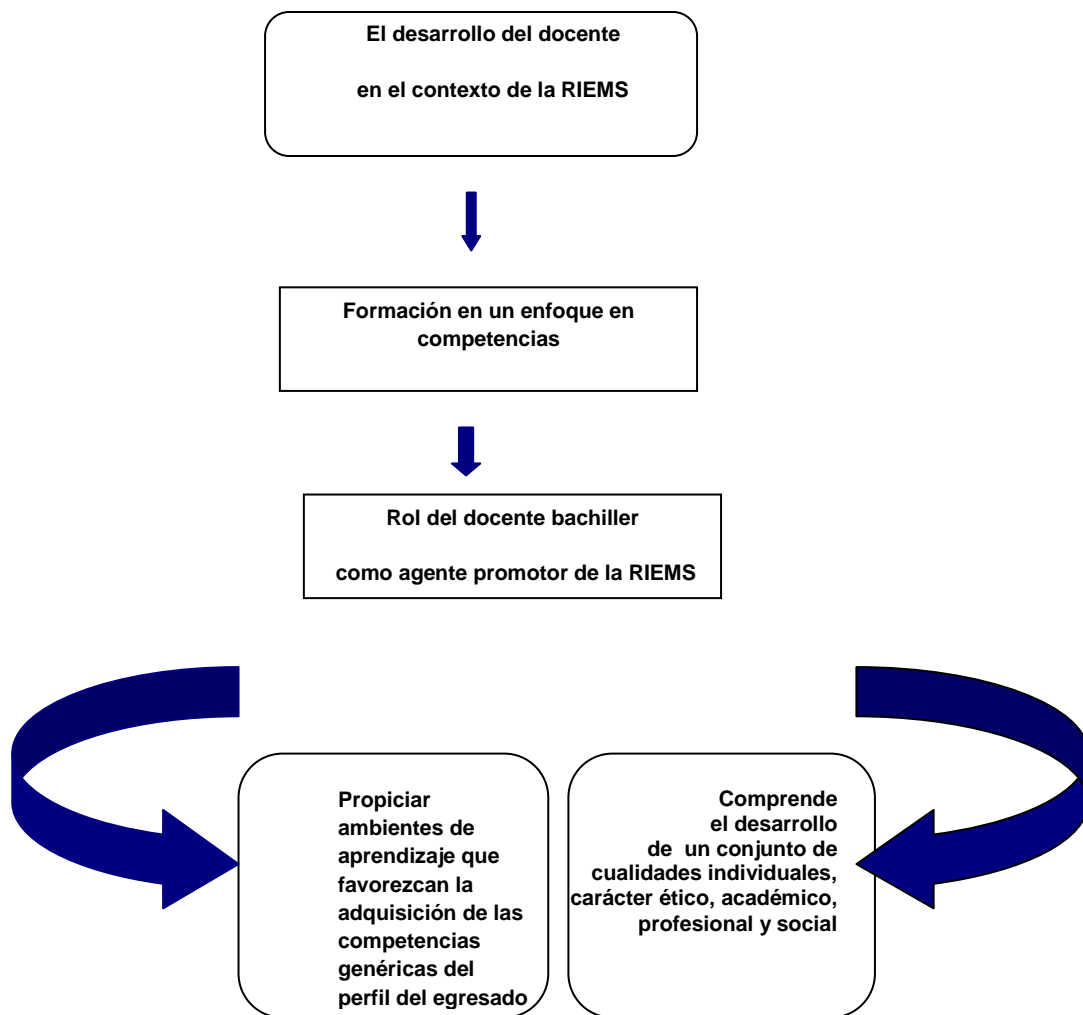 El desarrollo del docente
en el contexto de la RIEMS
Formación en un enfoque en
competencias
Rol del docente bachiller
como agente promotor de la RIEMS
Propiciar
ambientes de
aprendizaje que
favorezcan la
adquisición de las
competencias
genéricas del
perfil del egresado
Comprende
el desarrollo
de un conjunto de
cualidades individuales,
carácter ético, académico,
profesional y social